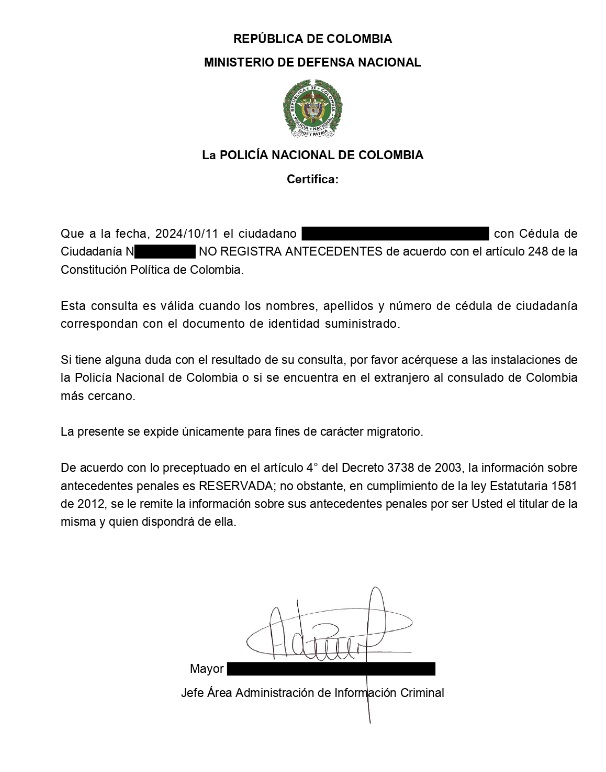 REPÚBLICA DE COLOMBIA
MINISTERIO DE DEFENSA NACIONAL
La POLICÍA NACIONAL DE COLOMBIA
Certifica:
Que a la fecha, 2024/10/11 el ciudadano con Cédula de
Ciudadanía N NO REGISTRA ANTECEDENTES de acuerdo con el artículo 248 de la
Constitución Política de Colombia.
Esta consulta es válida cuando los nombres, apellidos y número de cédula de ciudadanía
correspondan con el documento de identidad suministrado.
Si tiene alguna duda con el resultado de su consulta, por favor acérquese a las instalaciones de
la Policía Nacional de Colombia o si se encuentra en el extranjero al consulado de Colombia
más cercano.
La presente se expide únicamente para fines de carácter migratorio.
De acuerdo con lo preceptuado en el artículo 4° del Decreto 3738 de 2003, la información sobre
antecedentes penales es RESERVADA; no obstante, en cumplimiento de la ley Estatutaria 1581
de 2012, se le remite la información sobre sus antecedentes penales por ser Usted el titular de la
misma y quien dispondrá de ella.
Mayor
Jefe Área Administración de Información Criminal